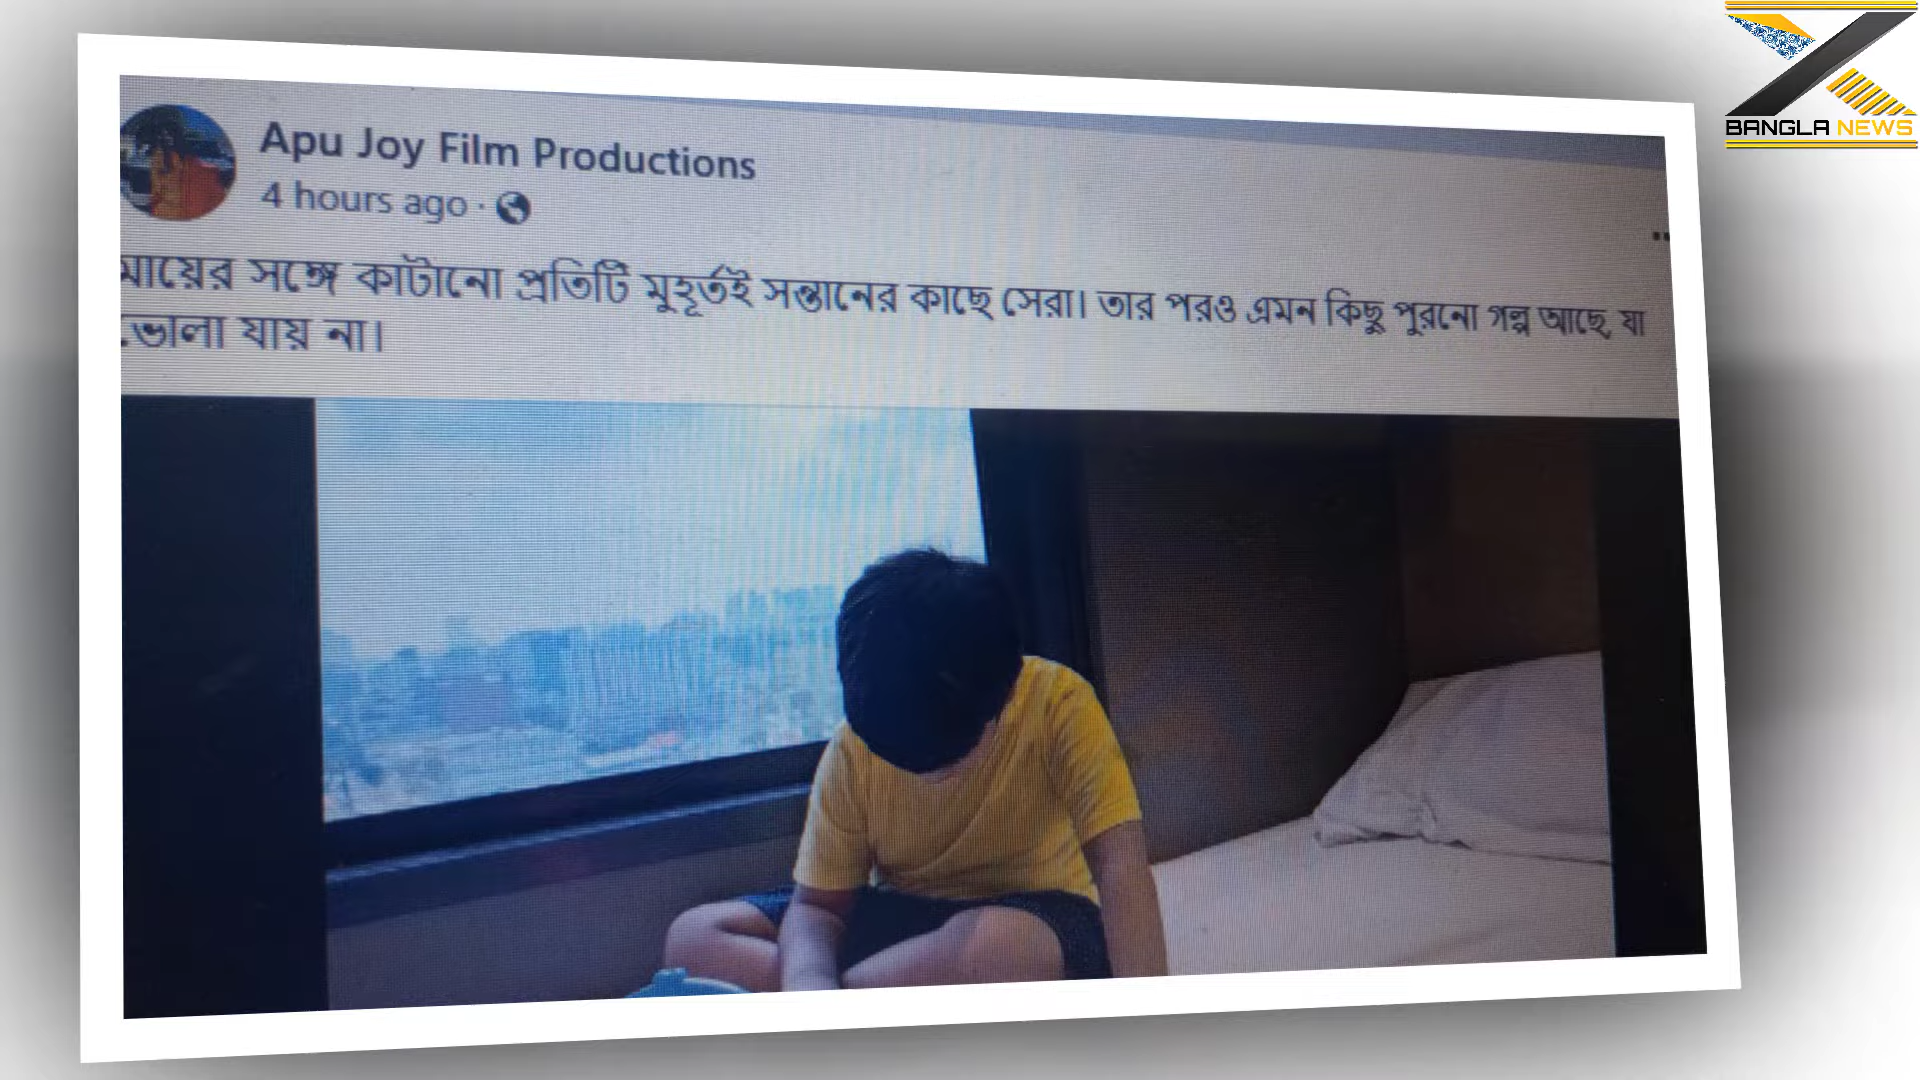 Apu Joy Film Productions
4 hours ago ·
মায়ের সঙ্গে কাটানো প্রতিটি মুহূর্তই সন্তানের কাছে সেরা। তার পরও এমন কিছু পুরনো গল্প আছে, যা
ভোলা যায় না।
BANGLA NEWS